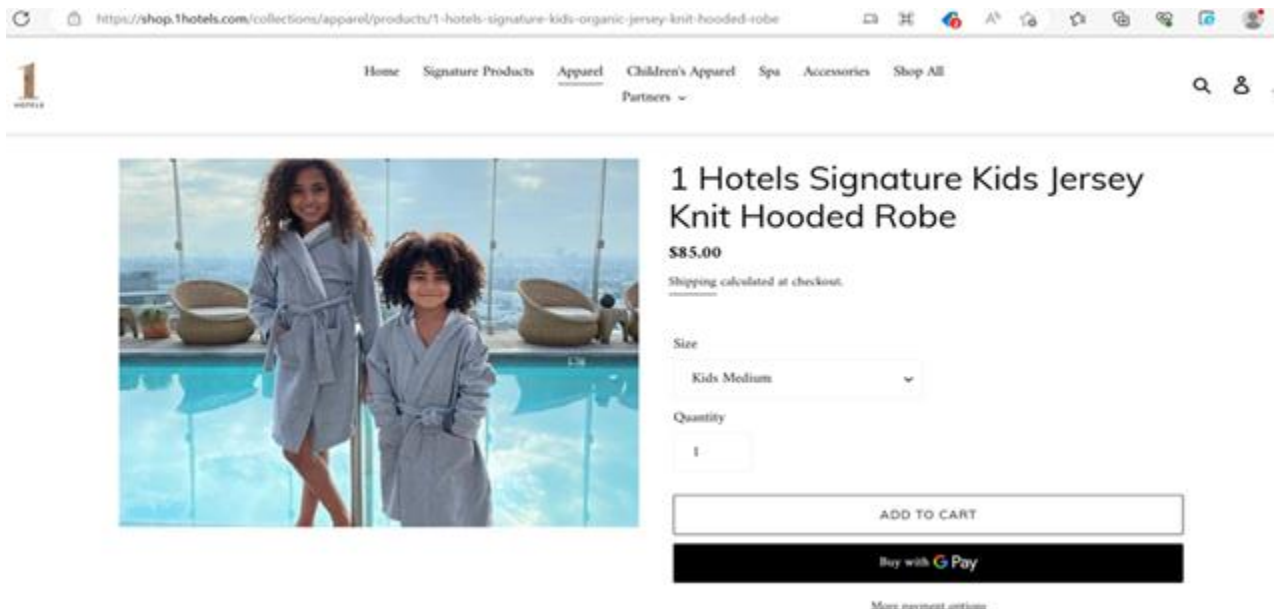 https://shop.1hotels.com/collections/apparel/products/1-hotels-signature-kids-organic-jersey-knit-hooded-robe
1
HOTELS
Home Signature Products Apparel Children's Apparel Spa Accessories Shop All
Partners
1 Hotels Signature Kids Jersey
Knit Hooded Robe
$85.00
Shipping calculated at checkout.
Size
Kids Medium
Quantity
1
ADD TO CART
Buy with G Pay
More payment options